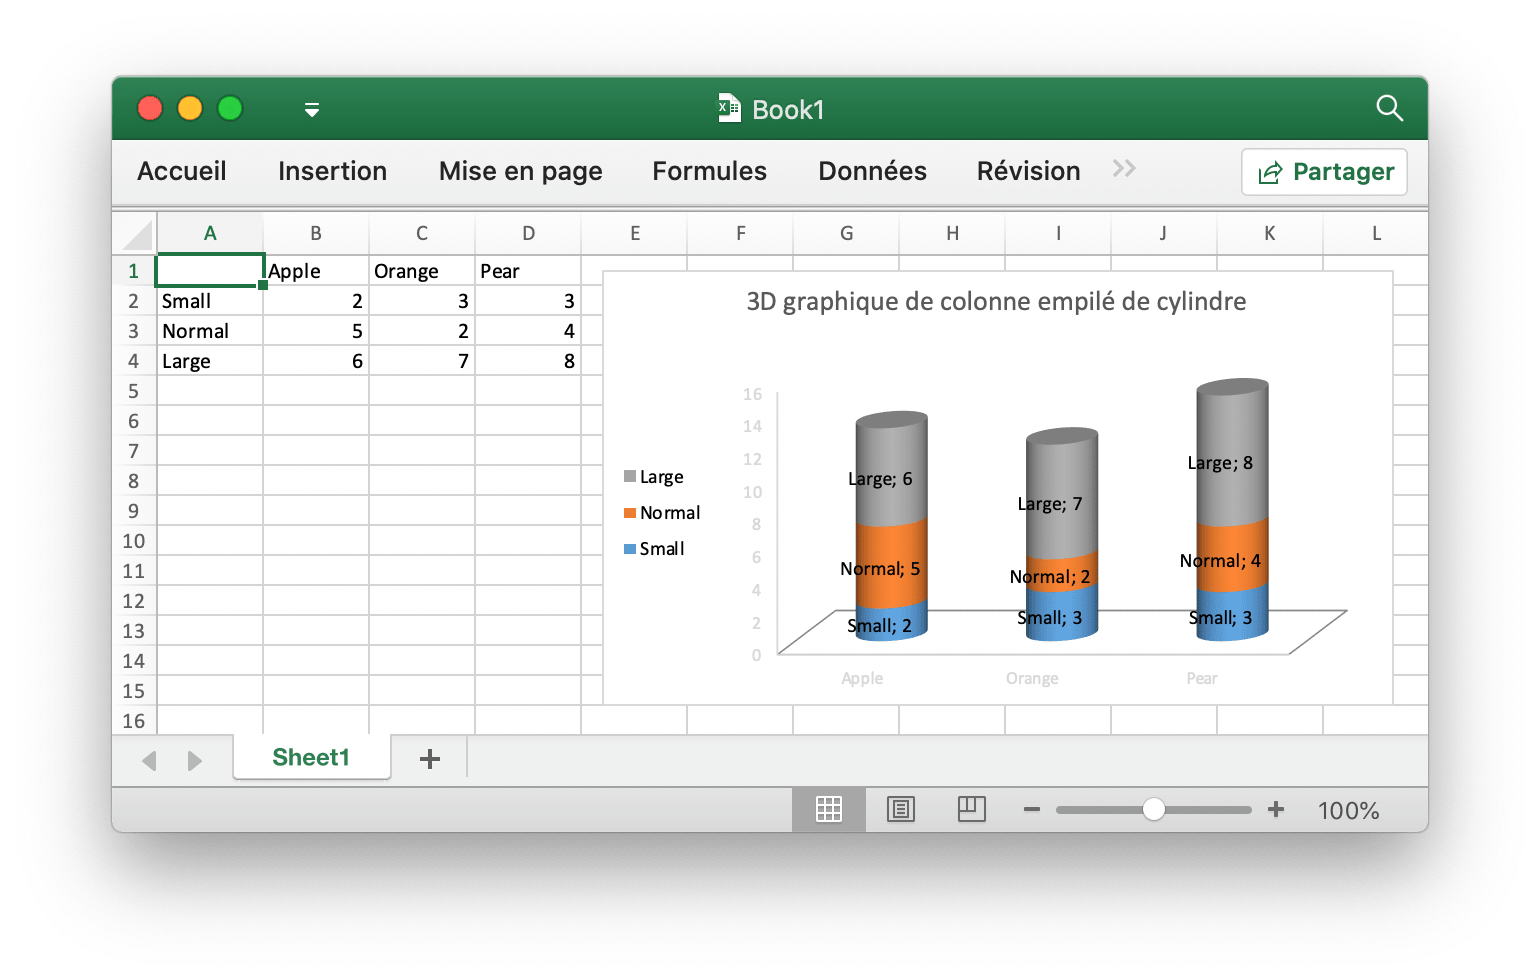 Book1
Accueil Insertion Mise en page Formules Données Révision Partager
A B C D E F G H I J K L
1 Apple Orange Pear
2 Small 2 3 3
3 Normal 5 2 4
4 Large 6 7 8
5
6
7
8
9
10
11
12
13
14
15
16
3D graphique de colonne empilé de cylindre
Large
Normal
Small
16
14
12
10
8
6
4
2
0
Large; 6
Normal; 5
Small; 2
Large; 7
Normal; 2
Small; 3
Large; 8
Normal; 4
Small; 3
Apple Orange Pear
Sheet1
100%